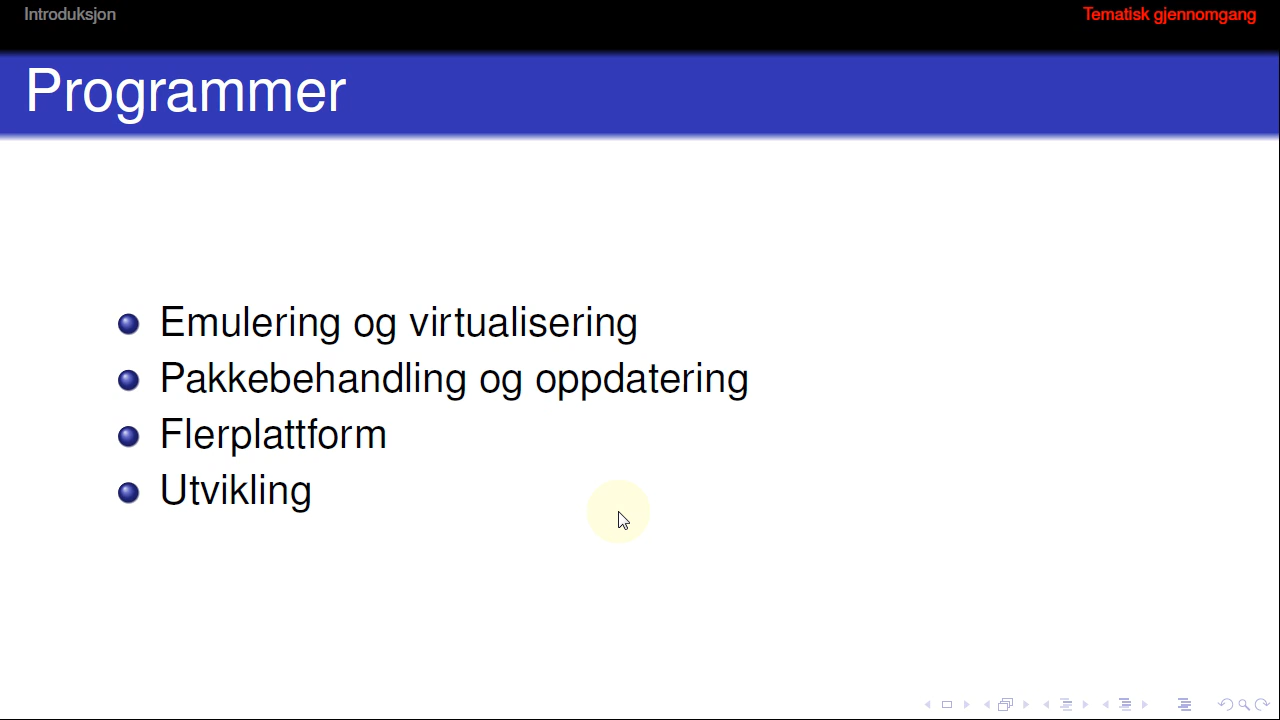 Introduksjon
Tematisk gjennomgang
Programmer
Emulering og virtualisering
Pakkebehandling og oppdatering
Flerplattform
Utvikling